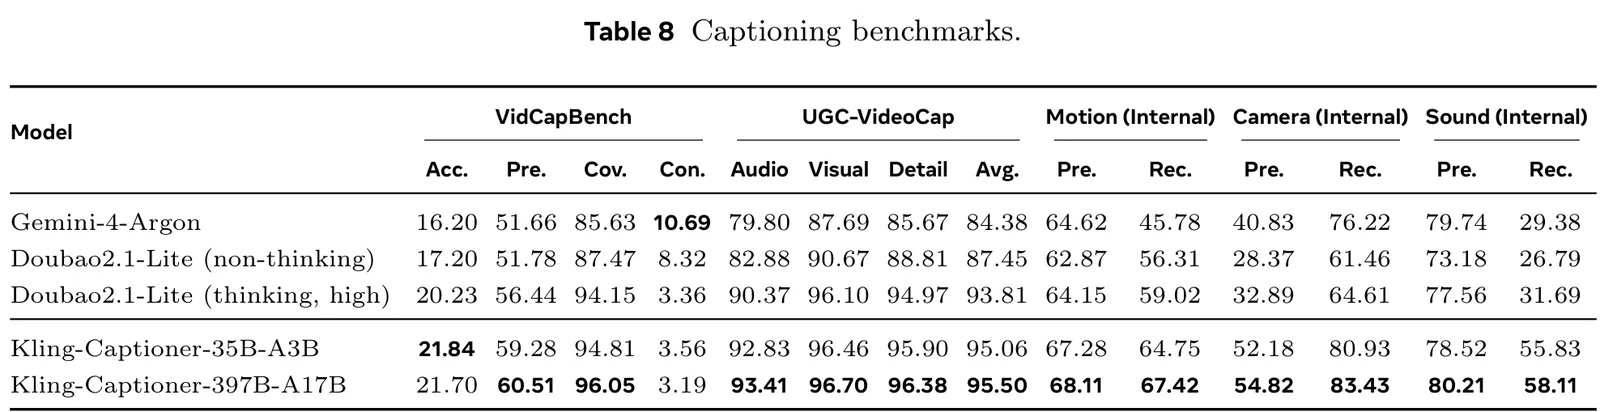 Table 8 Captioning benchmarks.
Model VidCapBench UGC-VideoCap Motion (Internal) Camera (Internal) Sound (Internal)
Acc. Pre. Cov. Con. Audio Visual Detail Avg. Pre. Rec. Pre. Rec. Pre. Rec.
Gemini-4-Argon 16.20 51.66 85.63 10.69 79.80 87.69 85.67 84.38 64.62 45.78 40.83 76.22 79.74 29.38
Doubao2.1-Lite (non-thinking) 17.20 51.78 87.47 8.32 82.88 90.67 88.81 87.45 62.87 56.31 28.37 61.46 73.18 26.79
Doubao2.1-Lite (thinking, high) 20.23 56.44 94.15 3.36 90.37 96.10 94.97 93.81 64.15 59.02 32.89 64.61 77.56 31.69
Kling-Captioner-35B-A3B 21.84 59.28 94.81 3.56 92.83 96.46 95.90 95.06 67.28 64.75 52.18 80.93 78.52 55.83
Kling-Captioner-397B-A17B 21.70 60.51 96.05 3.19 93.41 96.70 96.38 95.50 68.11 67.42 54.82 83.43 80.21 58.11